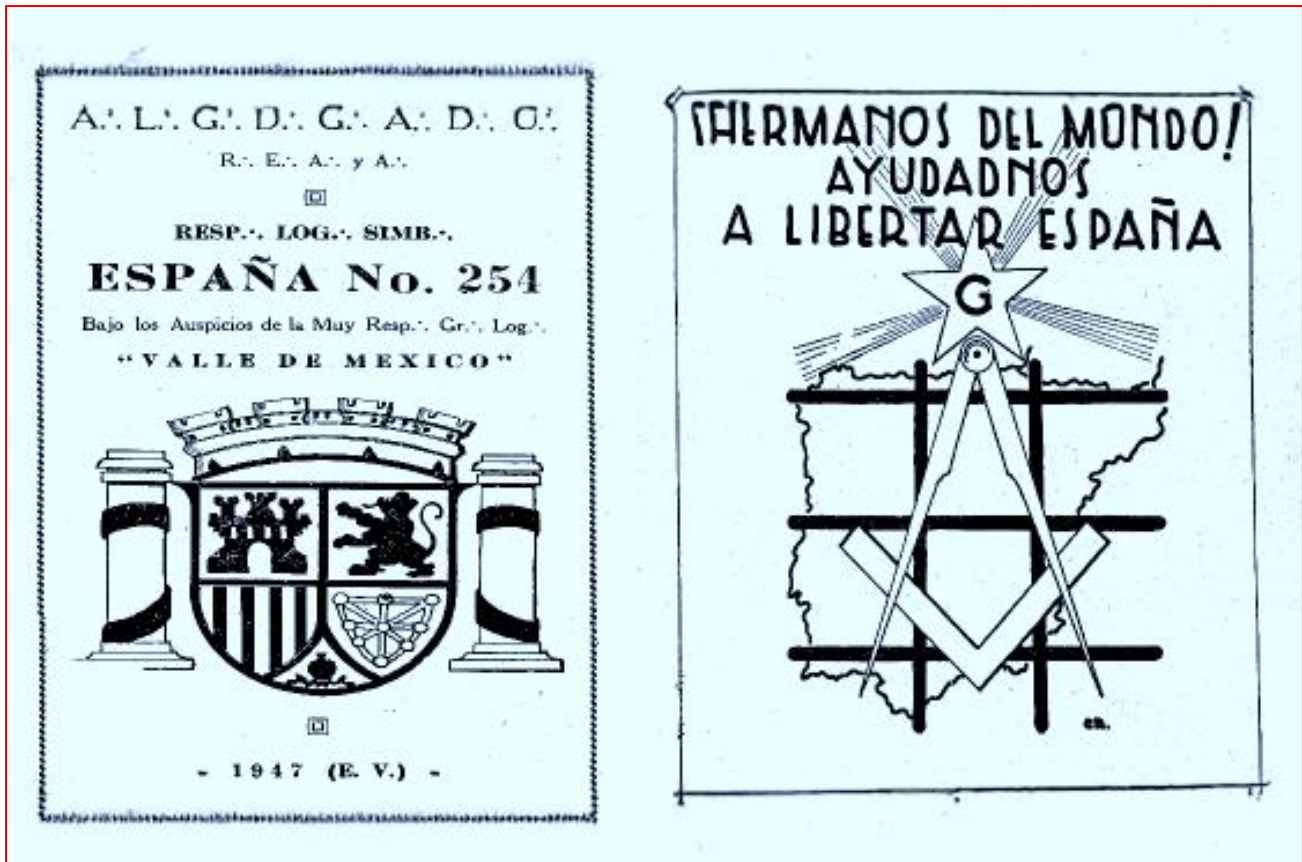 A.·. L.·. G.·. D.·. G.·. A.·. D.·. U.·.
R.·. E.·. A.·. y A.·.
RESP.·. LOG.·. SIMB.·.
ESPAÑA No. 254
Bajo los Auspicios de la Muy Resp.·. Gr.·. Log.·.
"VALLE DE MEXICO"
- 1947 (E. V.) -
¡HERMANOS DEL MUNDO!
AYUDADNOS
A LIBERTAR ESPAÑA
G